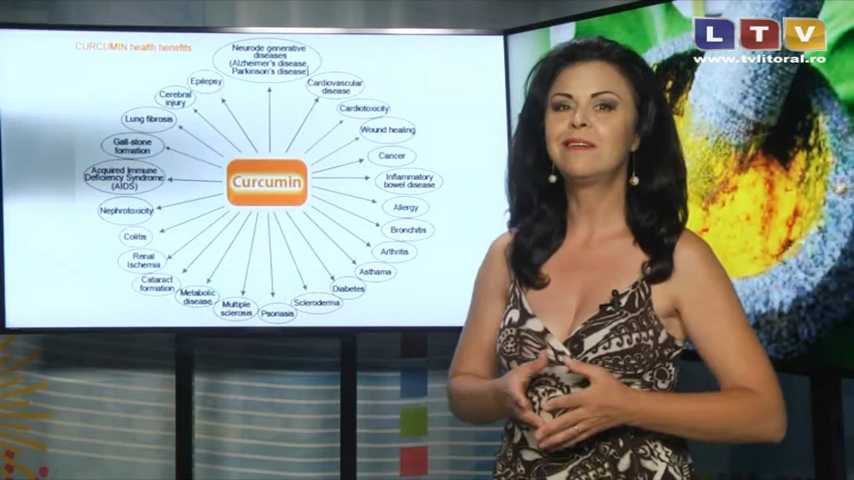 CURCUMIN health benefits
LTV
www.tvlitoral.ro
Neurode generative
diseases
(Alzheimer's disease,
Parkinson's disease)
Cardiovascular
disease
Cardiotoxicity
Wound healing
Cancer
Inflammatory
bowel disease
Allergy
Bronchitis
Arthritis
Asthama
Diabetes
Scleroderma
Psoriasis
Multiple
sclerosis
Metabolic
disease
Cataract
formation
Renal
Ischemia
Colitis
Nephrotoxicity
Acquired Immune
Deficiency Syndrome
(AIDS)
Gall-stone
formation
Lung fibrosis
Cerebral
injury
Epilepsy
Curcumin